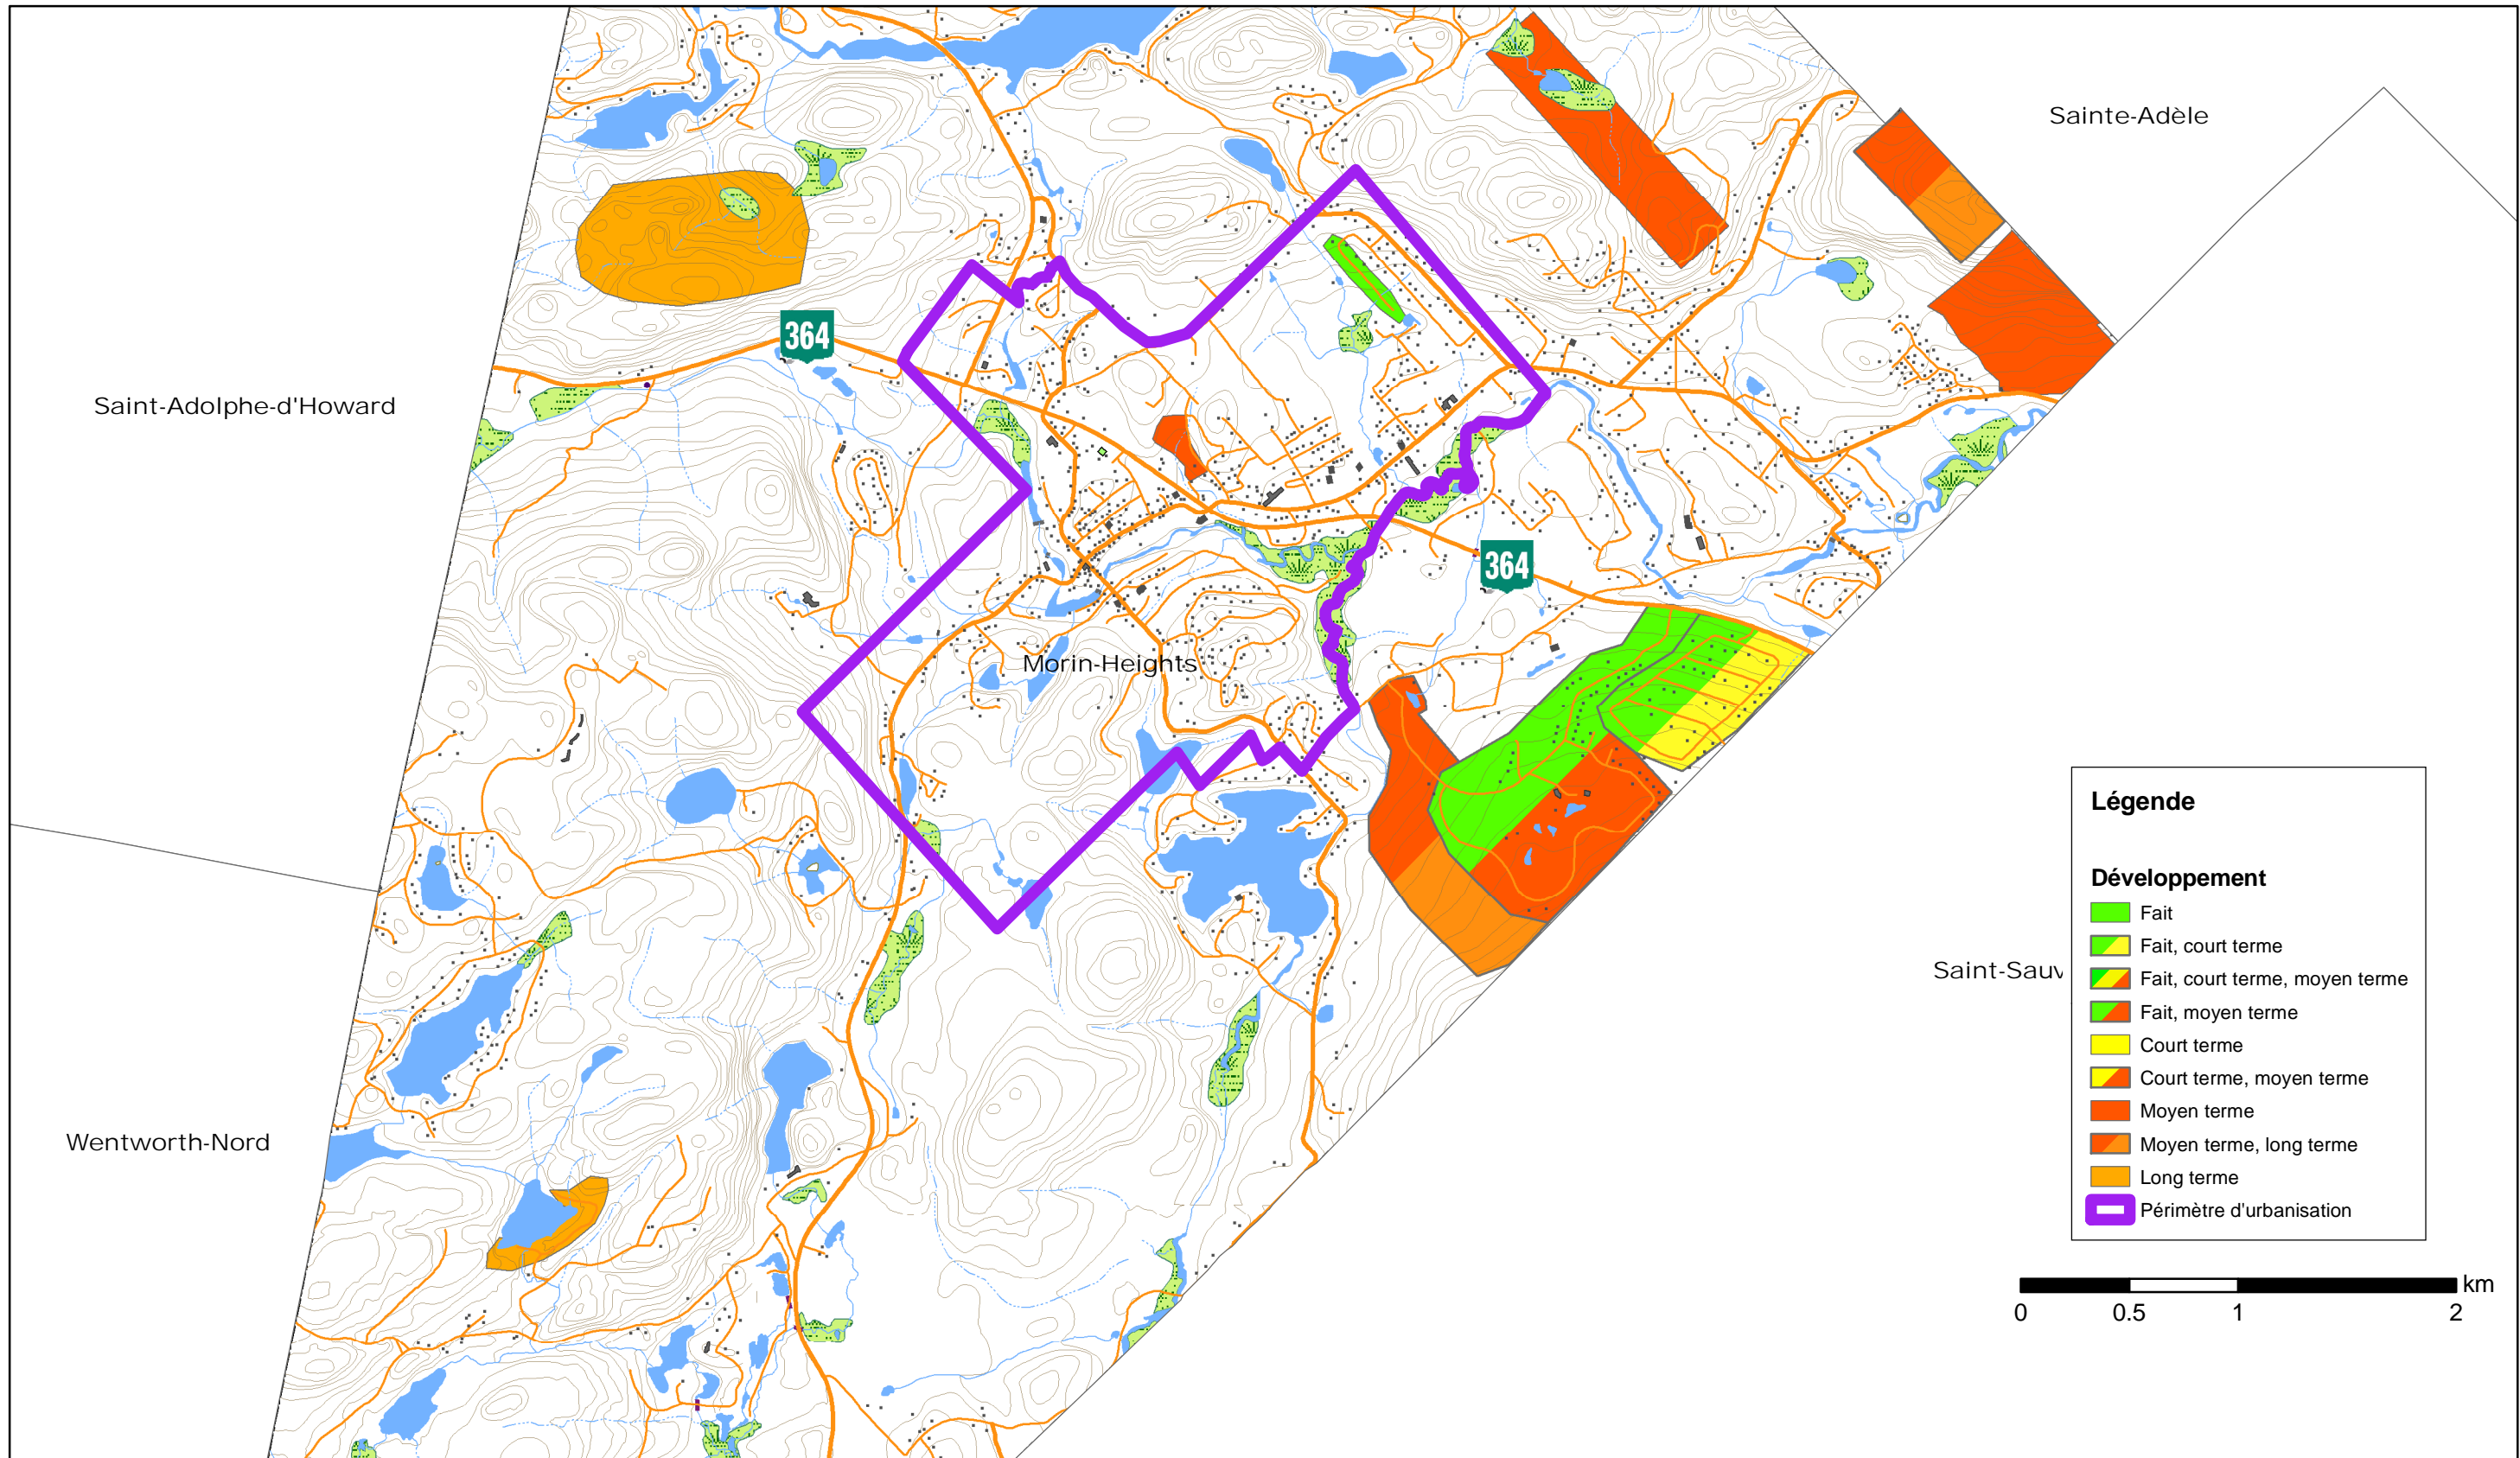 Sainte-Adèle
364
Saint-Adolphe-d'Howard
364
Morin-Heights
Légende
Développement
Fait
Fait, court terme
Saint-Sauv
Fait, court terme, moyen terme
Fait, moyen terme
Court terme
Court terme, moyen terme
Moyen terme
Wentworth-Nord
Moyen terme, long terme
Long terme
Périmètre d'urbanisation
km
0 0.5 1 2